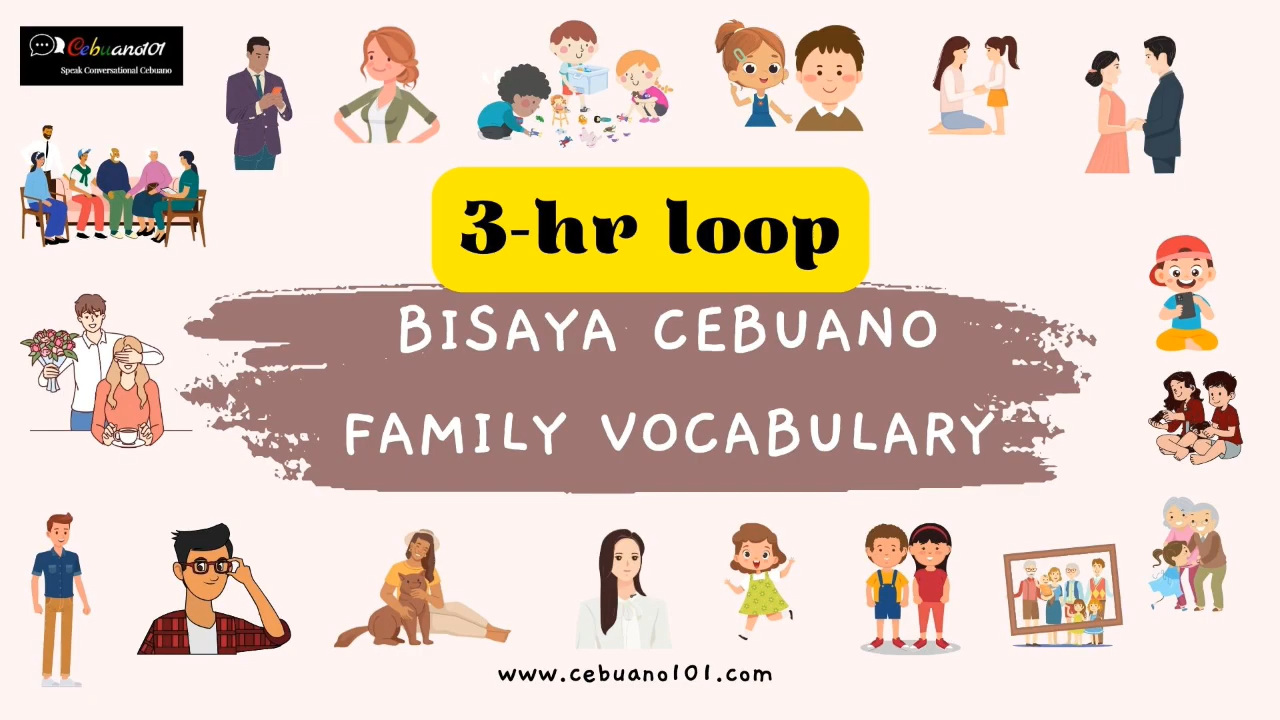 Cebuano101
Speak Conversational Cebuano
3-hr loop
BISAYA CEBUANO
FAMILY VOCABULARY
www.cebuano101.com